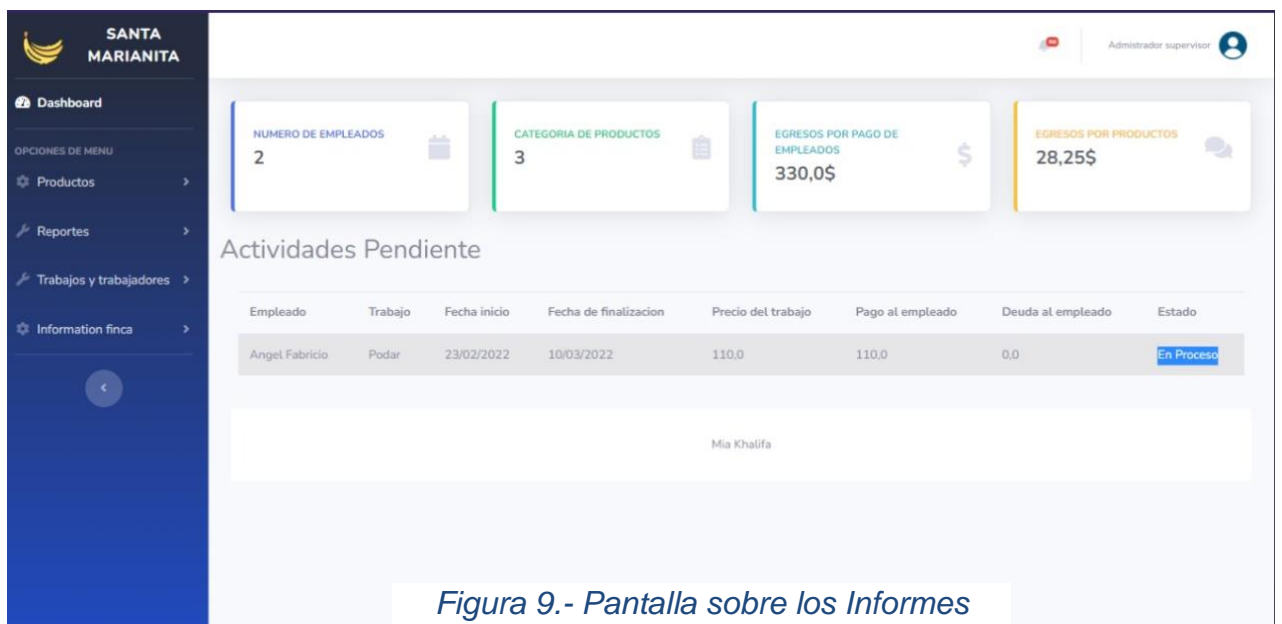 SANTA
MARIANITA
Admistrador supervisor
Dashboard
OPCIONES DE MENU
Productos
Reportes
Trabajos y trabajadores
Information finca
NUMERO DE EMPLEADOS
2
CATEGORIA DE PRODUCTOS
3
EGRESOS POR PAGO DE
EMPLEADOS
330,0$
EGRESOS POR PRODUCTOS
28,25$
Actividades Pendiente
Empleado Trabajo Fecha inicio Fecha de finalizacion Precio del trabajo Pago al empleado Deuda al empleado Estado
Angel Fabricio Podar 23/02/2022 10/03/2022 110,0 110,0 0,0 En Proceso
Mia Khalifa
Figura 9.- Pantalla sobre los Informes